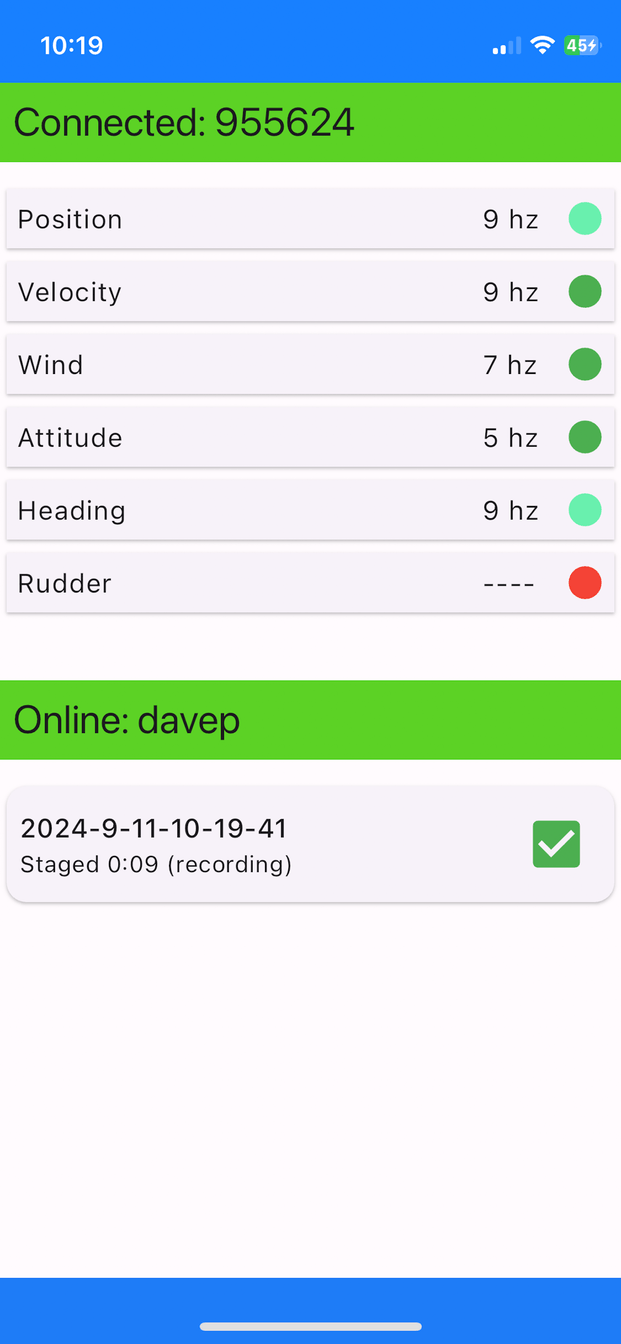 10:19 45
Connected: 955624
Position 9 hz
Velocity 9 hz
Wind 7 hz
Attitude 5 hz
Heading 9 hz
Rudder ----
Online: davep
2024-9-11-10-19-41
Staged 0:09 (recording)